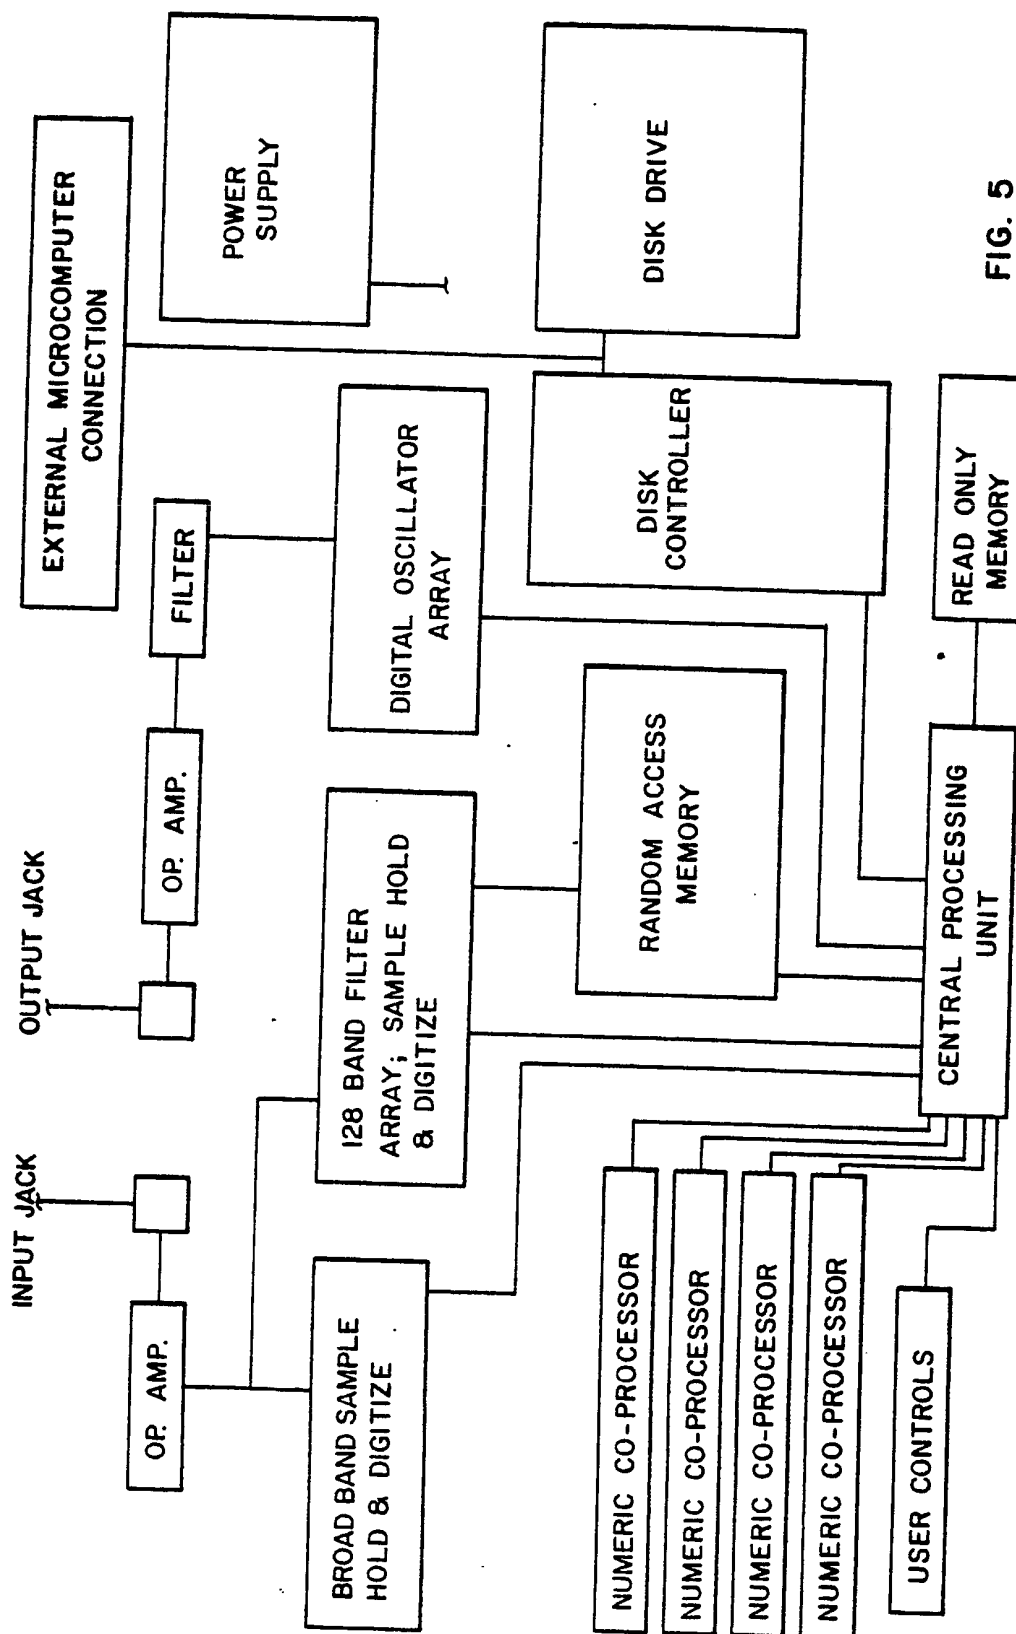 INPUT JACK
OUTPUT JACK
EXTERNAL MICROCOMPUTER
CONNECTION
OP. AMP.
OP. AMP.
FILTER
POWER
SUPPLY
BROAD BAND SAMPLE
HOLD & DIGITIZE
128 BAND FILTER
ARRAY; SAMPLE HOLD
& DIGITIZE
DIGITAL OSCILLATOR
ARRAY
RANDOM ACCESS
MEMORY
DISK
CONTROLLER
DISK DRIVE
NUMERIC CO-PROCESSOR
NUMERIC CO-PROCESSOR
NUMERIC CO-PROCESSOR
NUMERIC CO-PROCESSOR
USER CONTROLS
CENTRAL PROCESSING
UNIT
READ ONLY
MEMORY
FIG. 5